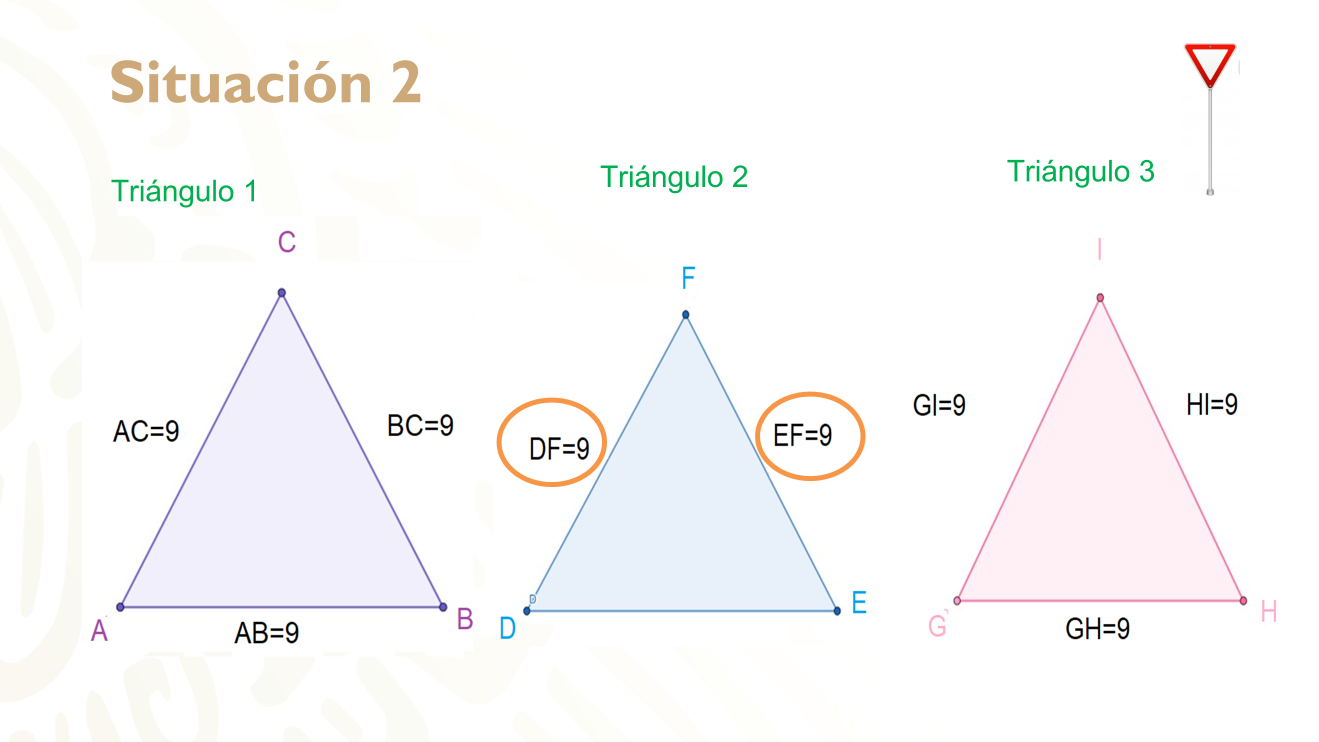 Situación 2
Triángulo 1
Triángulo 2
Triángulo 3
C
F
I
AC=9
BC=9
DF=9
EF=9
GI=9
HI=9
A
B
AB=9
D
D
E
G
H
GH=9